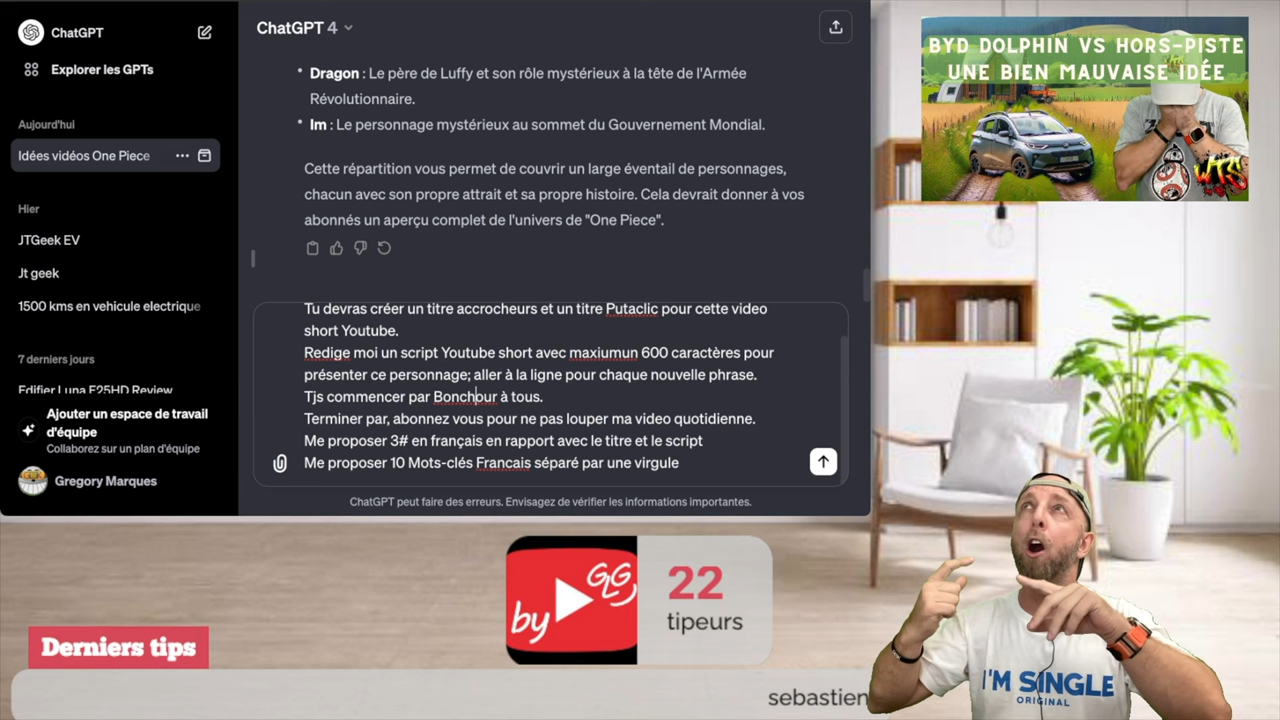 ChatGPT
Explorer les GPTs
Aujourd'hui
Idées vidéos One Piece
Hier
JTGeek EV
Jt geek
1500 kms en vehicule electrique
7 derniers jours
Edifier Luna E25HD Review
Ajouter un espace de travail
d'équipe
Collaborez sur un plan d'équipe
Gregory Marques
ChatGPT 4
Dragon : Le père de Luffy et son rôle mystérieux à la tête de l'Armée
Révolutionnaire.
Im : Le personnage mystérieux au sommet du Gouvernement Mondial.
Cette répartition vous permet de couvrir un large éventail de personnages,
chacun avec son propre attrait et sa propre histoire. Cela devrait donner à vos
abonnés un aperçu complet de l'univers de "One Piece".
Tu devras créer un titre accrocheurs et un titre Putaclic pour cette video
short Youtube.
Redige moi un script Youtube short avec maxiumun 600 caractères pour
présenter ce personnage; aller à la ligne pour chaque nouvelle phrase.
Tjs commencer par Bonchour à tous.
Terminer par, abonnez vous pour ne pas louper ma video quotidienne.
Me proposer 3# en français en rapport avec le titre et le script
Me proposer 10 Mots-clés Francais séparé par une virgule
ChatGPT peut faire des erreurs. Envisagez de vérifier les informations importantes.
BYD DOLPHIN VS HORS-PISTE
UNE BIEN MAUVAISE IDÉE
by GLG
22
tipeurs
Derniers tips
sebastien
I'M SINGLE
ORIGINAL